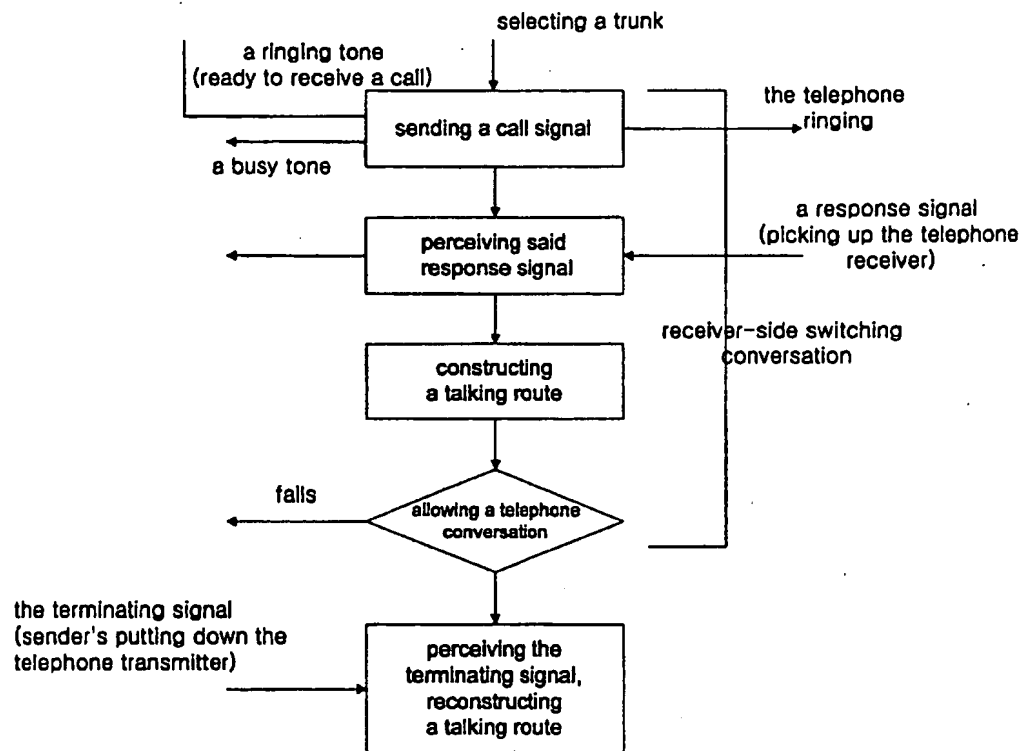 selecting a trunk
a ringing tone
(ready to receive a call)
sending a call signal
the telephone
ringing
a busy tone
a response signal
(picking up the telephone
receiver)
perceiving said
response signal
receiver-side switching
conversation
constructing
a talking route
fails
allowing a telephone
conversation
the terminating signal
(sender's putting down the
telephone transmitter)
perceiving the
terminating signal,
reconstructing
a talking route